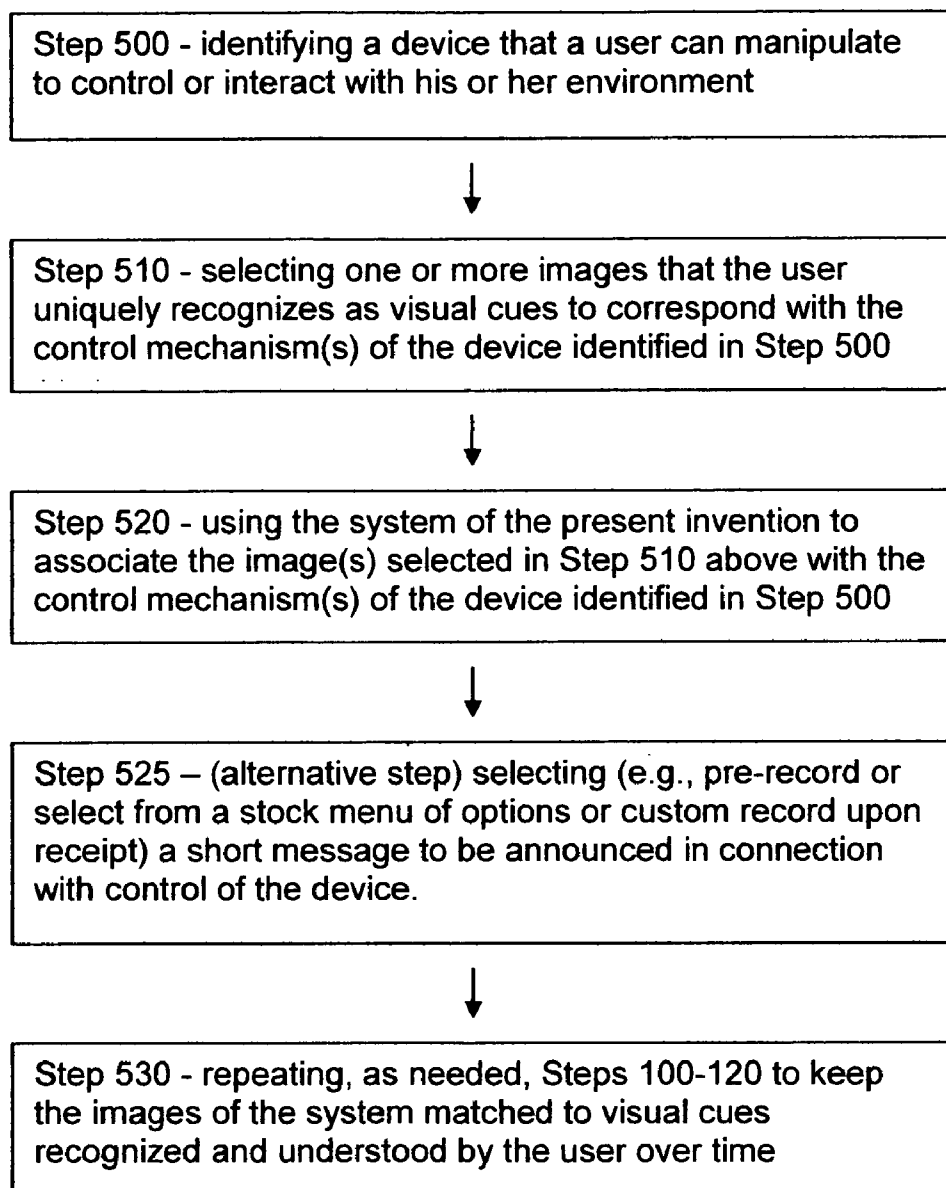 Step 500 - identifying a device that a user can manipulate
to control or interact with his or her environment
Step 510 - selecting one or more images that the user
uniquely recognizes as visual cues to correspond with the
control mechanism(s) of the device identified in Step 500
Step 520 - using the system of the present invention to
associate the image(s) selected in Step 510 above with the
control mechanism(s) of the device identified in Step 500
Step 525 – (alternative step) selecting (e.g., pre-record or
select from a stock menu of options or custom record upon
receipt) a short message to be announced in connection
with control of the device.
Step 530 - repeating, as needed, Steps 100-120 to keep
the images of the system matched to visual cues
recognized and understood by the user over time